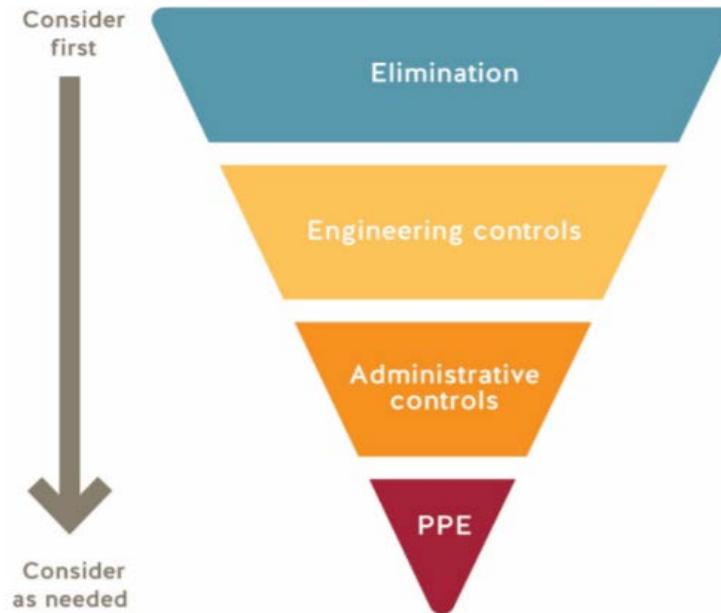 Consider
first
Elimination
Engineering controls
Administrative
controls
PPE
Consider
as needed